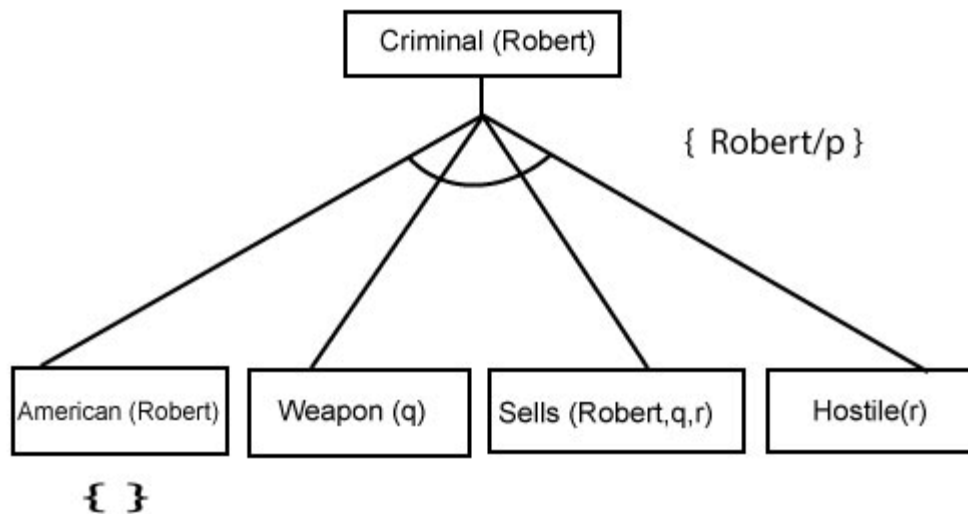 Criminal (Robert)
{ Robert/p }
American (Robert)
Weapon (q)
Sells (Robert,q,r)
Hostile(r)
{ }